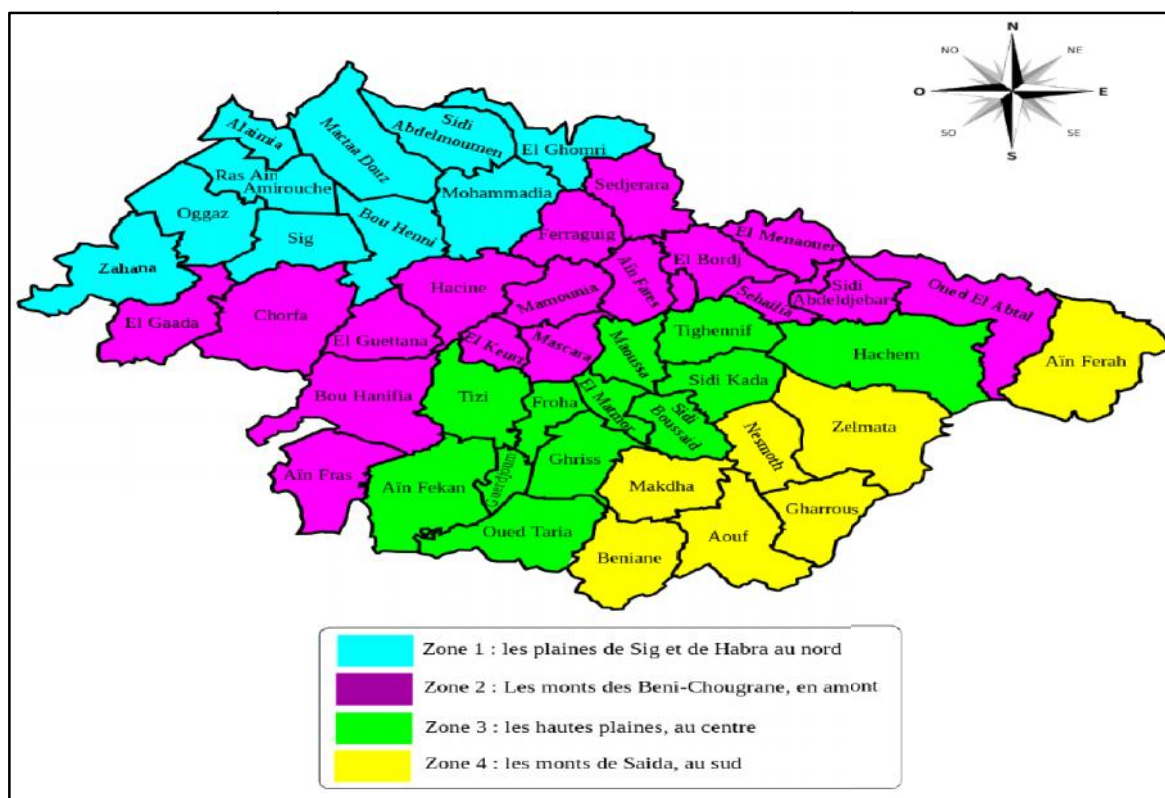 N
NO
NE
O
E
SO
SE
S
Alaimia
Mactaa Douz
Sidi
Abdelmoumen
El Ghomri
Ras Ain
Amirouche
Mohammadia
Sedjerara
Oggaz
Sig
Bou Henni
Ferraguig
El Menaouer
Zahana
El Bordj
Aïn Fares
Hacine
Mamounia
Sehailia
Sidi
Abdeldjebar
Oued El Abtal
El Gaada
Chorfa
El Guettana
El Keurt
Mascara
Maoussa
Tighennif
Hachem
Aïn Ferah
Bou Hanifia
Tizi
Froha
El Mamor
Sidi
Boussaid
Sidi Kada
Nesmoth
Zelmata
Aïn Fras
Aïn Fekan
Guerdjoum
Ghriss
Makdha
Gharrous
Oued Taria
Beniane
Aouf
Zone 1 : les plaines de Sig et de Habra au nord
Zone 2 : Les monts des Beni-Chougrane, en amont
Zone 3 : les hautes plaines, au centre
Zone 4 : les monts de Saida, au sud